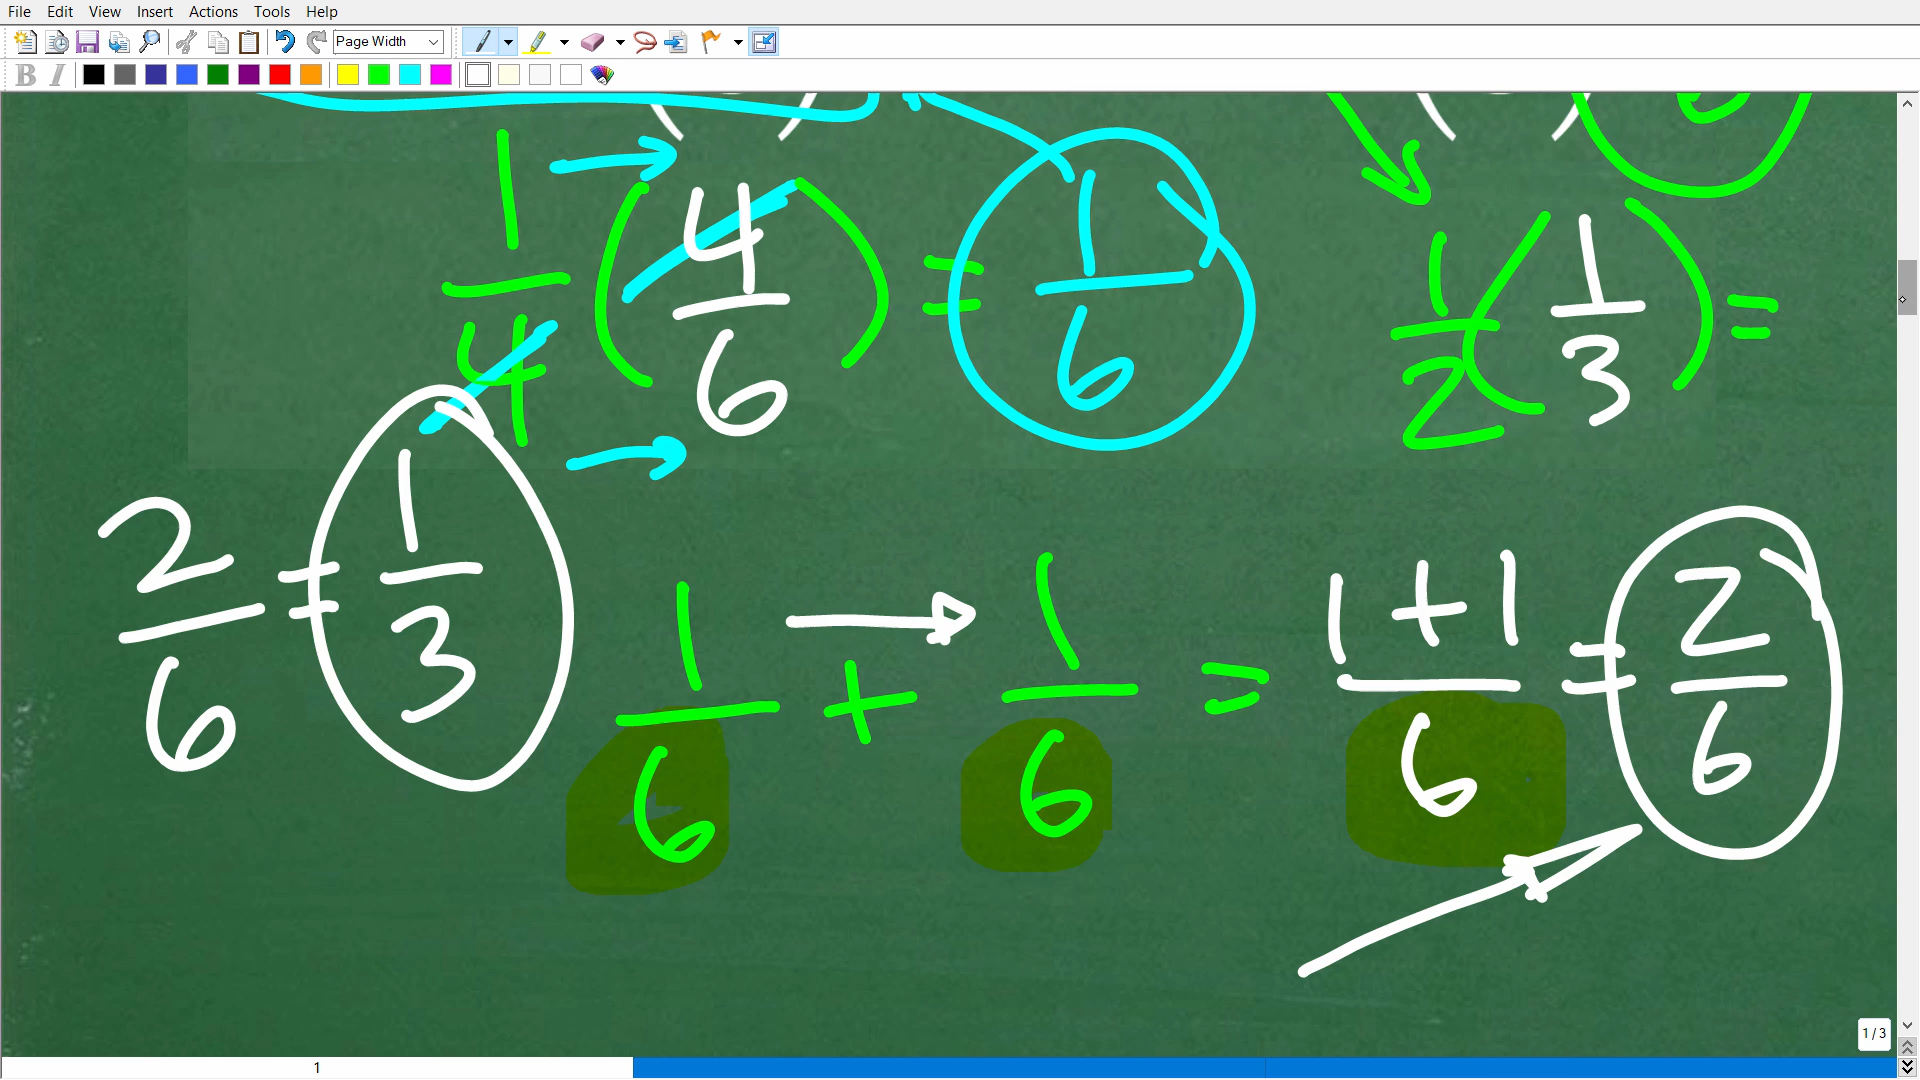 File Edit View Insert Actions Tools Help
Page Width
B I
1/4 (4/6) = 1/6
1/2 (1/3) =
2/6 = 1/3
1/6 + 1/6 = 1+1/6 = 2/6
1 / 3
1